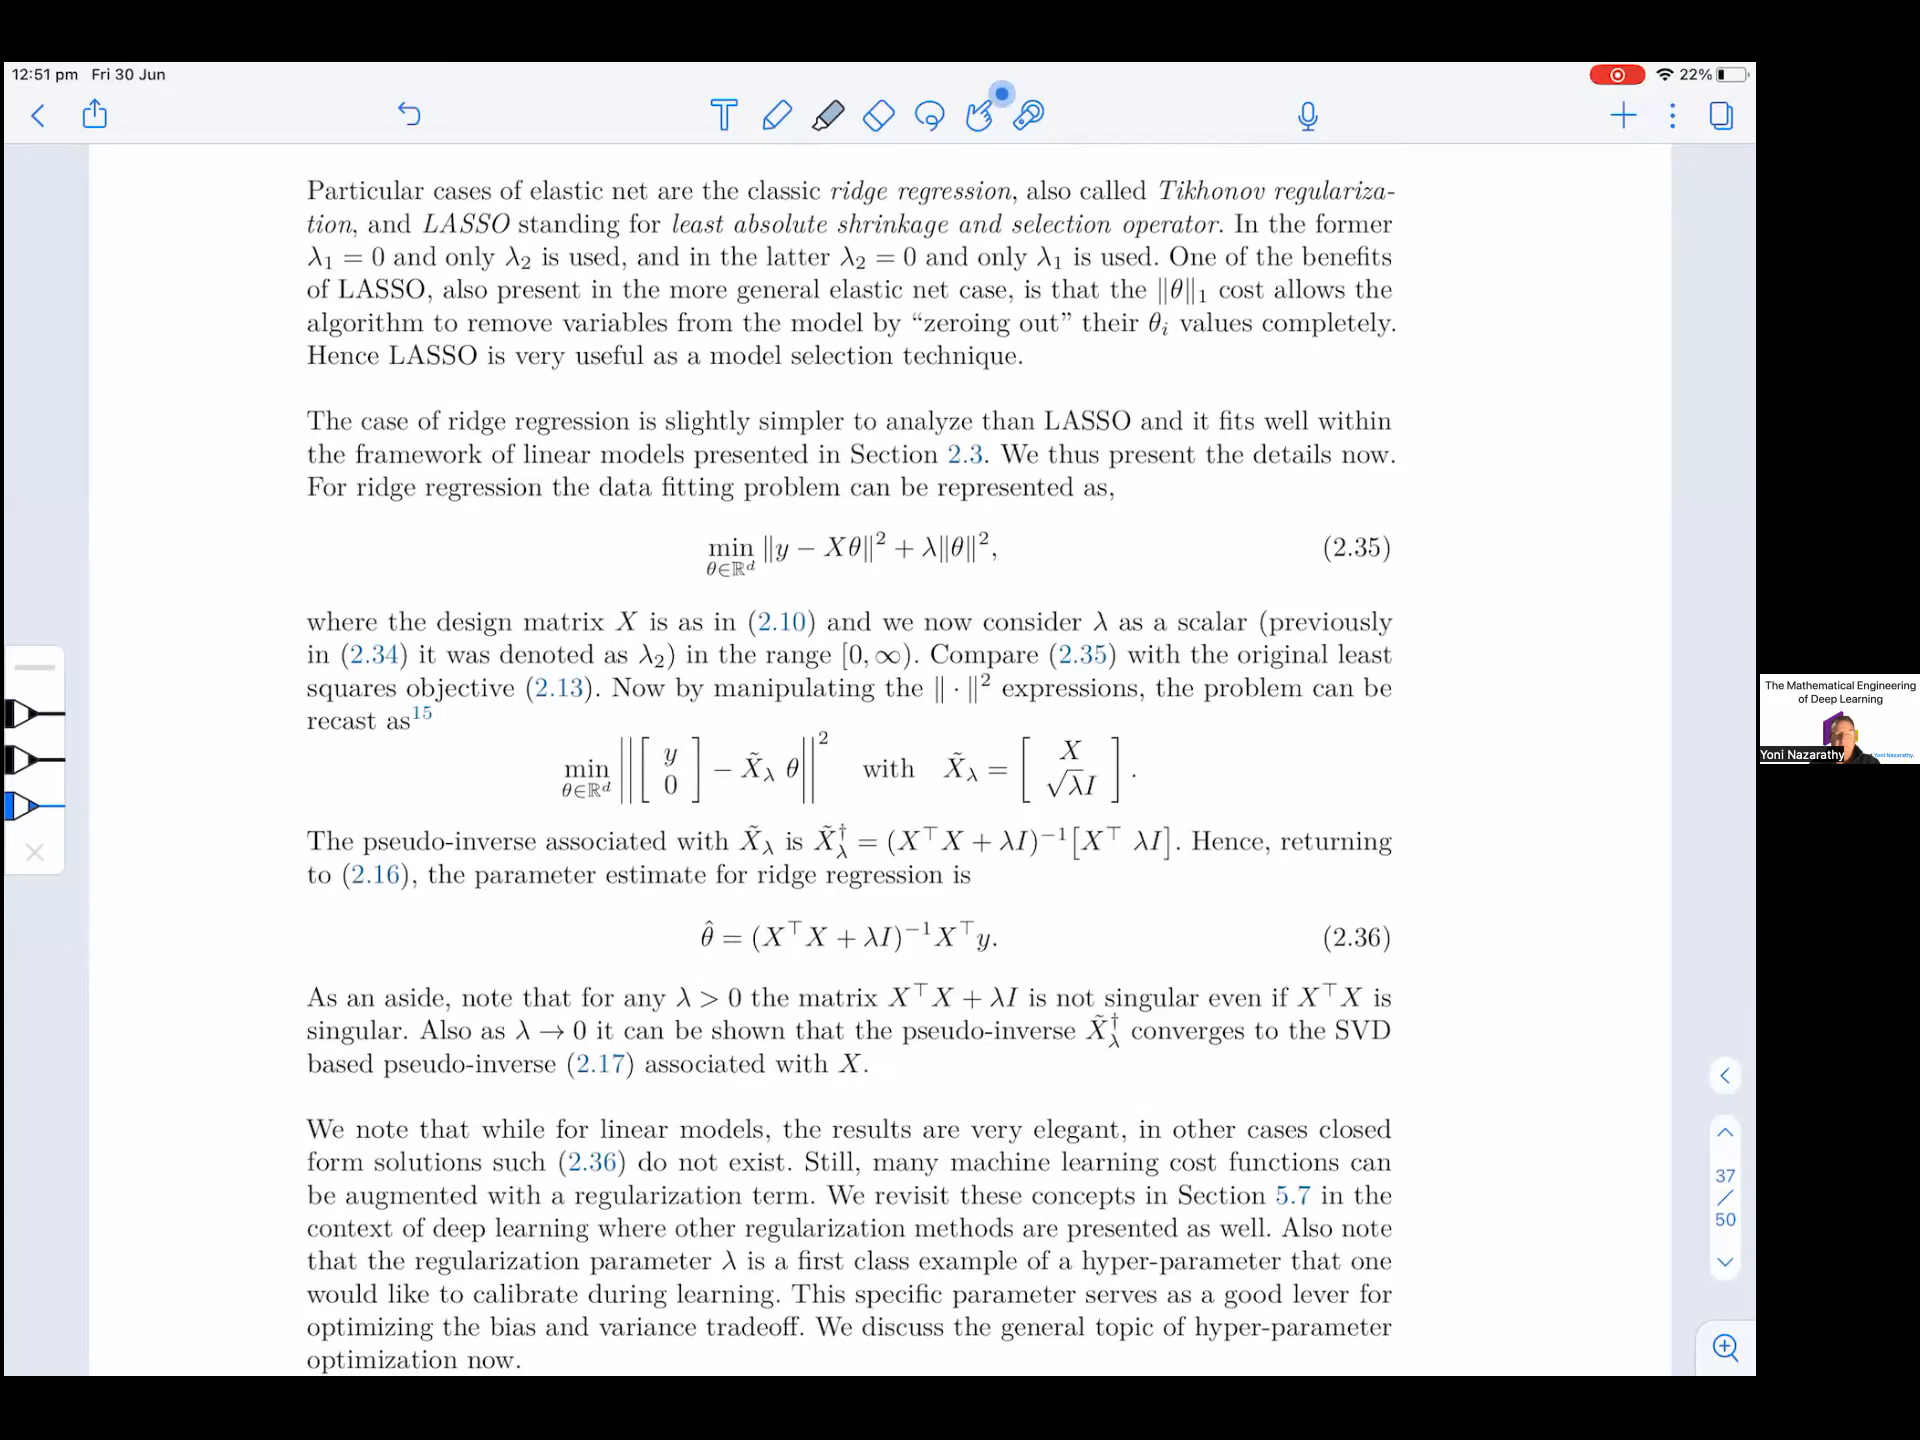 12:51 pm Fri 30 Jun
22%
Particular cases of elastic net are the classic ridge regression, also called Tikhonov regulariza-
tion, and LASSO standing for least absolute shrinkage and selection operator. In the former
λ₁ = 0 and only λ₂ is used, and in the latter λ₂ = 0 and only λ₁ is used. One of the benefits
of LASSO, also present in the more general elastic net case, is that the ‖θ‖₁ cost allows the
algorithm to remove variables from the model by “zeroing out” their θᵢ values completely.
Hence LASSO is very useful as a model selection technique.
The case of ridge regression is slightly simpler to analyze than LASSO and it fits well within
the framework of linear models presented in Section 2.3. We thus present the details now.
For ridge regression the data fitting problem can be represented as,
min_{θ∈ℝᵈ} ‖y − Xθ‖² + λ‖θ‖², (2.35)
where the design matrix X is as in (2.10) and we now consider λ as a scalar (previously
in (2.34) it was denoted as λ₂) in the range [0, ∞). Compare (2.35) with the original least
squares objective (2.13). Now by manipulating the ‖ · ‖² expressions, the problem can be
recast as¹⁵
min_{θ∈ℝᵈ} ‖[y; 0] − X̃_λ θ‖² with X̃_λ = [X; √λI].
The pseudo-inverse associated with X̃_λ is X̃_λ^† = (X^⊤X + λI)⁻¹[X^⊤ λI]. Hence, returning
to (2.16), the parameter estimate for ridge regression is
θ̂ = (X^⊤X + λI)⁻¹X^⊤y. (2.36)
As an aside, note that for any λ > 0 the matrix X^⊤X + λI is not singular even if X^⊤X is
singular. Also as λ → 0 it can be shown that the pseudo-inverse X̃_λ^† converges to the SVD
based pseudo-inverse (2.17) associated with X.
We note that while for linear models, the results are very elegant, in other cases closed
form solutions such (2.36) do not exist. Still, many machine learning cost functions can
be augmented with a regularization term. We revisit these concepts in Section 5.7 in the
context of deep learning where other regularization methods are presented as well. Also note
that the regularization parameter λ is a first class example of a hyper-parameter that one
would like to calibrate during learning. This specific parameter serves as a good lever for
optimizing the bias and variance tradeoff. We discuss the general topic of hyper-parameter
optimization now.
37
/
50
The Mathematical Engineering
of Deep Learning
Yoni Nazarathy
Yoni Nazarathy.